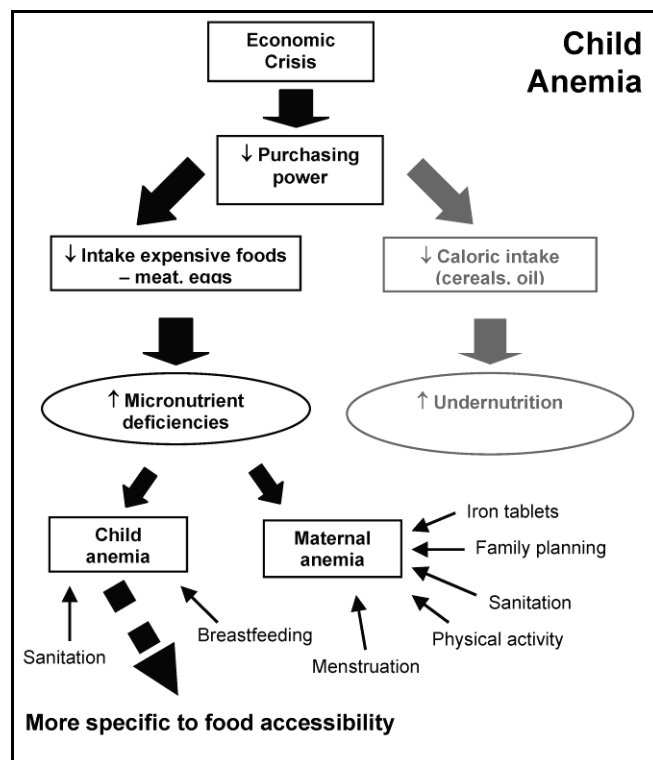 Child
Anemia
Economic
Crisis
↓ Purchasing
power
↓ Intake expensive foods
– meat, eggs
↓ Caloric intake
(cereals, oil)
↑ Micronutrient
deficiencies
↑ Undernutrition
Child
anemia
Maternal
anemia
Iron tablets
Family planning
Sanitation
Physical activity
Menstruation
Breastfeeding
Sanitation
More specific to food accessibility